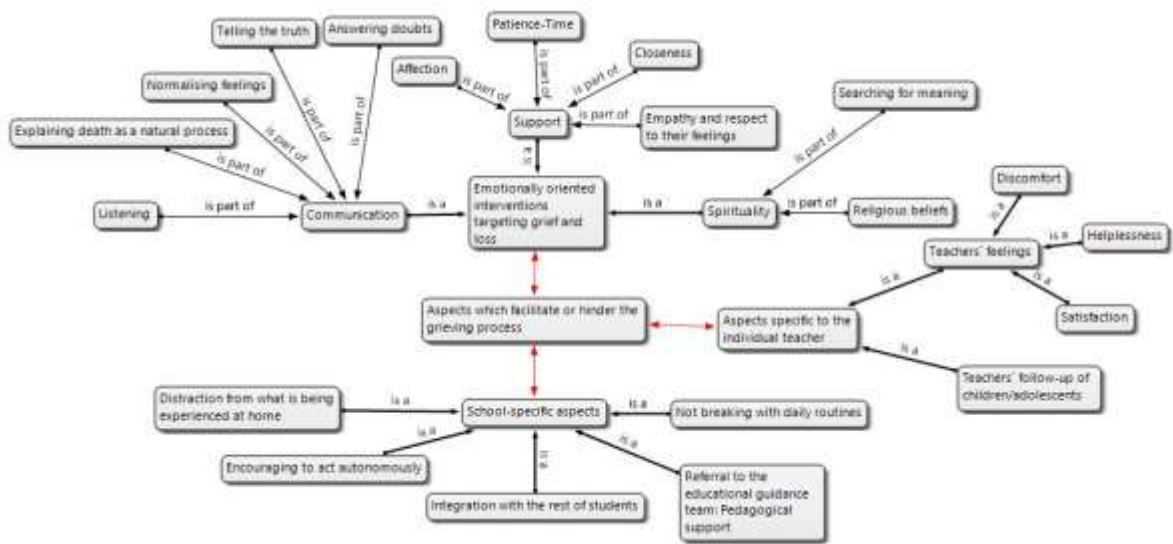 Patience-Time
Telling the truth
Answering doubts
Closeness
Affection
is part of
is part of
is part of
Normalising feelings
is part of
is part of
Searching for meaning
Support
is part of
Empathy and respect
to their feelings
Explaining death as a natural process
is part of
is part of
is part of
is a
is part of
Discomfort
Emotionally oriented
interventions
targeting grief and
loss
Listening
is part of
Communication
is a
is a
Spirituality
is part of
Religious beliefs
is a
Helplessness
is a
Teachers´ feelings
is a
is a
Satisfaction
Aspects which facilitate or hinder the
grieving process
Aspects specific to the
individual teacher
is a
Teachers´ follow-up of
children/adolescents
Distraction from what is being
experienced at home
is a
School-specific aspects
is a
Not breaking with daily routines
is a
is a
is a
Encouraging to act autonomously
Referral to the
educational guidance
team: Pedagogical
support
Integration with the rest of students